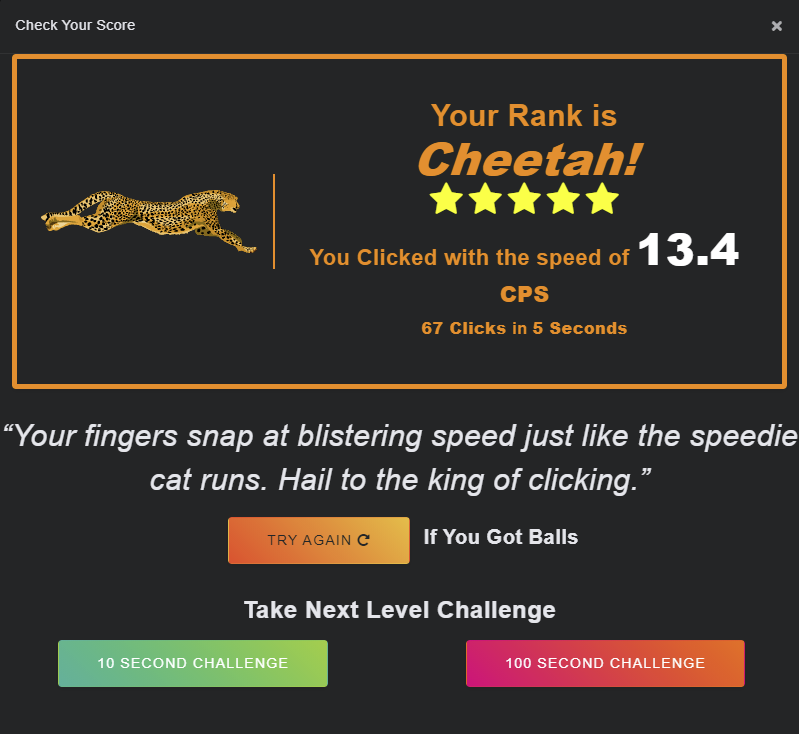 Check Your Score
×
Your Rank is
Cheetah!
You Clicked with the speed of 13.4
CPS
67 Clicks in 5 Seconds
“Your fingers snap at blistering speed just like the speedie
cat runs. Hail to the king of clicking.”
TRY AGAIN If You Got Balls
Take Next Level Challenge
10 SECOND CHALLENGE 100 SECOND CHALLENGE